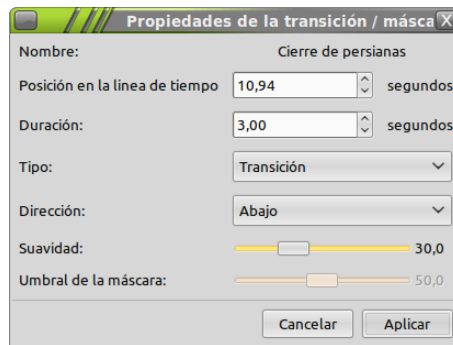 Propiedades de la transición / másca X
Nombre: Cierre de persianas
Posición en la linea de tiempo 10,94 segundos
Duración: 3,00 segundos
Tipo: Transición
Dirección: Abajo
Suavidad: 30,0
Umbral de la máscara: 50,0
Cancelar Aplicar